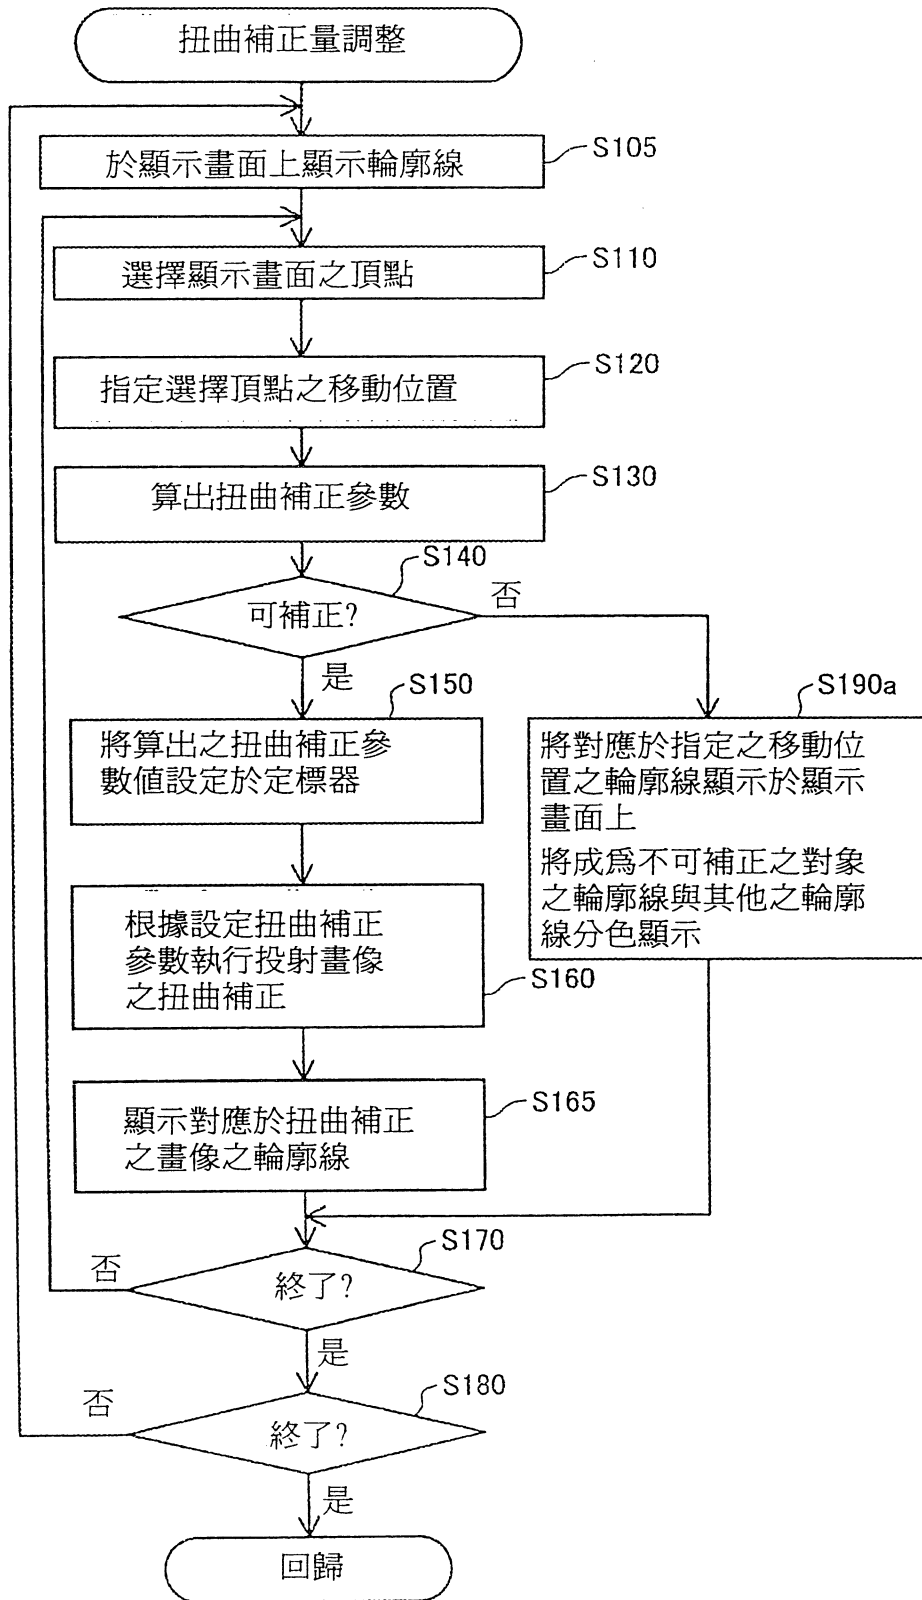 扭曲補正量調整
於顯示畫面上顯示輪廓線
S105
選擇顯示畫面之頂點
S110
指定選擇頂點之移動位置
S120
算出扭曲補正參數
S130
S140
可補正?
否
是
S150
將算出之扭曲補正參
數值設定於定標器
S190a
將對應於指定之移動位
置之輪廓線顯示於顯示
畫面上
將成爲不可補正之對象
之輪廓線與其他之輪廓
線分色顯示
根據設定扭曲補正
參數執行投射畫像
之扭曲補正
S160
顯示對應於扭曲補正
之畫像之輪廓線
S165
S170
否
終了?
是
S180
否
終了?
是
回歸